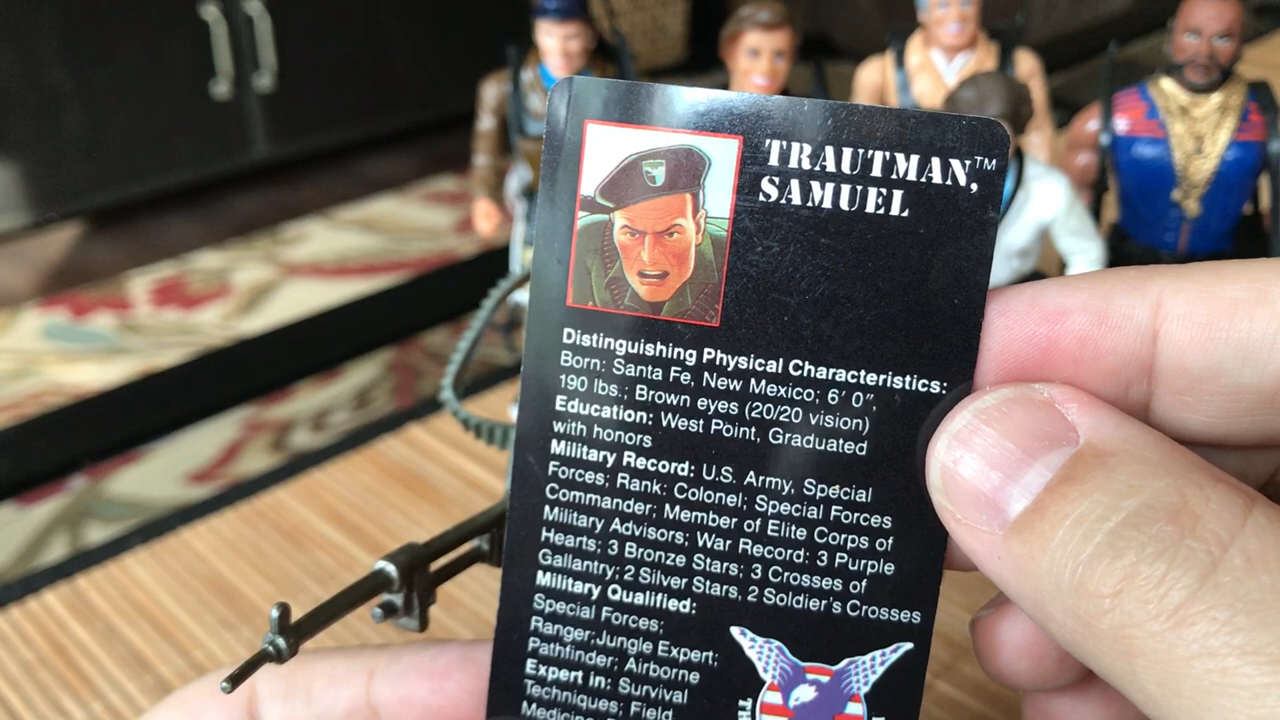 TRAUTMAN,™
SAMUEL
Distinguishing Physical Characteristics:
Born: Santa Fe, New Mexico; 6' 0",
190 lbs.; Brown eyes (20/20 vision)
Education: West Point, Graduated
with honors
Military Record: U.S. Army, Special
Forces; Rank: Colonel; Special Forces
Commander; Member of Elite Corps of
Military Advisors; War Record: 3 Purple
Hearts; 3 Bronze Stars; 3 Crosses of
Gallantry; 2 Silver Stars, 2 Soldier's Crosses
Military Qualified:
Special Forces;
Ranger;Jungle Expert;
Pathfinder; Airborne
Expert in: Survival
Techniques; Field
Medicine;
TH